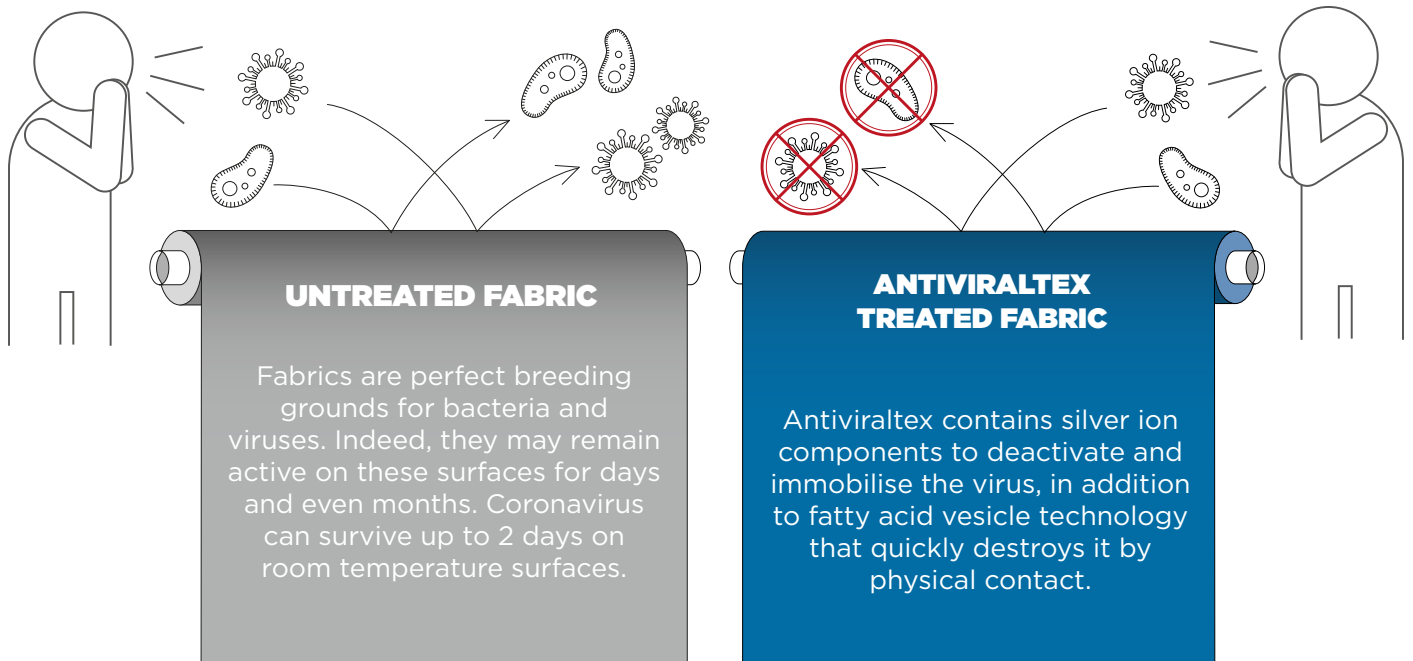 UNTREATED FABRIC
Fabrics are perfect breeding
grounds for bacteria and
viruses. Indeed, they may remain
active on these surfaces for days
and even months. Coronavirus
can survive up to 2 days on
room temperature surfaces.
ANTIVIRALTEX
TREATED FABRIC
Antiviraltex contains silver ion
components to deactivate and
immobilise the virus, in addition
to fatty acid vesicle technology
that quickly destroys it by
physical contact.